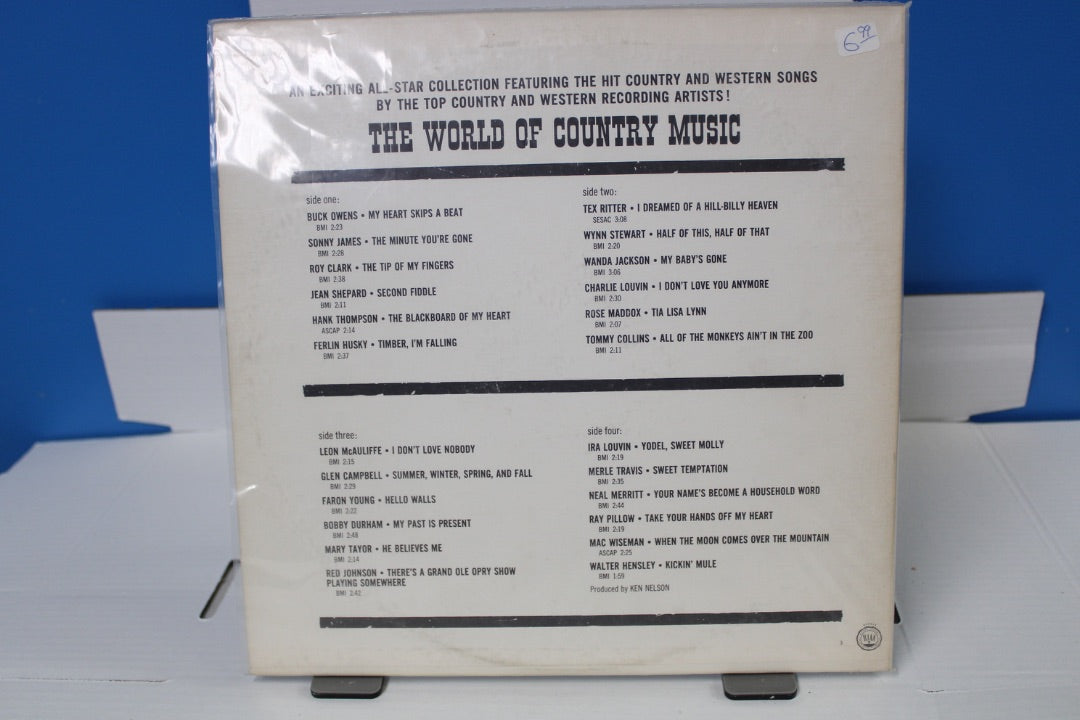 6.99
AN EXCITING ALL-STAR COLLECTION FEATURING THE HIT COUNTRY AND WESTERN SONGS
BY THE TOP COUNTRY AND WESTERN RECORDING ARTISTS!
THE WORLD OF COUNTRY MUSIC
side one:
BUCK OWENS • MY HEART SKIPS A BEAT
BMI 2:23
SONNY JAMES • THE MINUTE YOU'RE GONE
BMI 2:26
ROY CLARK • THE TIP OF MY FINGERS
BMI 2:38
JEAN SHEPARD • SECOND FIDDLE
BMI 2:11
HANK THOMPSON • THE BLACKBOARD OF MY HEART
ASCAP 2:14
FERLIN HUSKY • TIMBER, I'M FALLING
BMI 2:37
side two:
TEX RITTER • I DREAMED OF A HILL-BILLY HEAVEN
SESAC 3:08
WYNN STEWART • HALF OF THIS, HALF OF THAT
BMI 2:20
WANDA JACKSON • MY BABY'S GONE
BMI 3:06
CHARLIE LOUVIN • I DON'T LOVE YOU ANYMORE
BMI 2:30
ROSE MADDOX • TIA LISA LYNN
BMI 2:07
TOMMY COLLINS • ALL OF THE MONKEYS AIN'T IN THE ZOO
BMI 2:11
side three:
LEON McAULIFFE • I DON'T LOVE NOBODY
BMI 2:15
GLEN CAMPBELL • SUMMER, WINTER, SPRING, AND FALL
BMI 2:29
FARON YOUNG • HELLO WALLS
BMI 2:22
BOBBY DURHAM • MY PAST IS PRESENT
BMI 2:48
MARY TAYOR • HE BELIEVES ME
BMI 2:14
RED JOHNSON • THERE'S A GRAND OLE OPRY SHOW
PLAYING SOMEWHERE
BMI 2:42
side four:
IRA LOUVIN • YODEL, SWEET MOLLY
BMI 2:19
MERLE TRAVIS • SWEET TEMPTATION
BMI 2:35
NEAL MERRITT • YOUR NAME'S BECOME A HOUSEHOLD WORD
BMI 2:44
RAY PILLOW • TAKE YOUR HANDS OFF MY HEART
BMI 2:19
MAC WISEMAN • WHEN THE MOON COMES OVER THE MOUNTAIN
ASCAP 2:25
WALTER HENSLEY • KICKIN' MULE
BMI 1:59
Produced by KEN NELSON
3